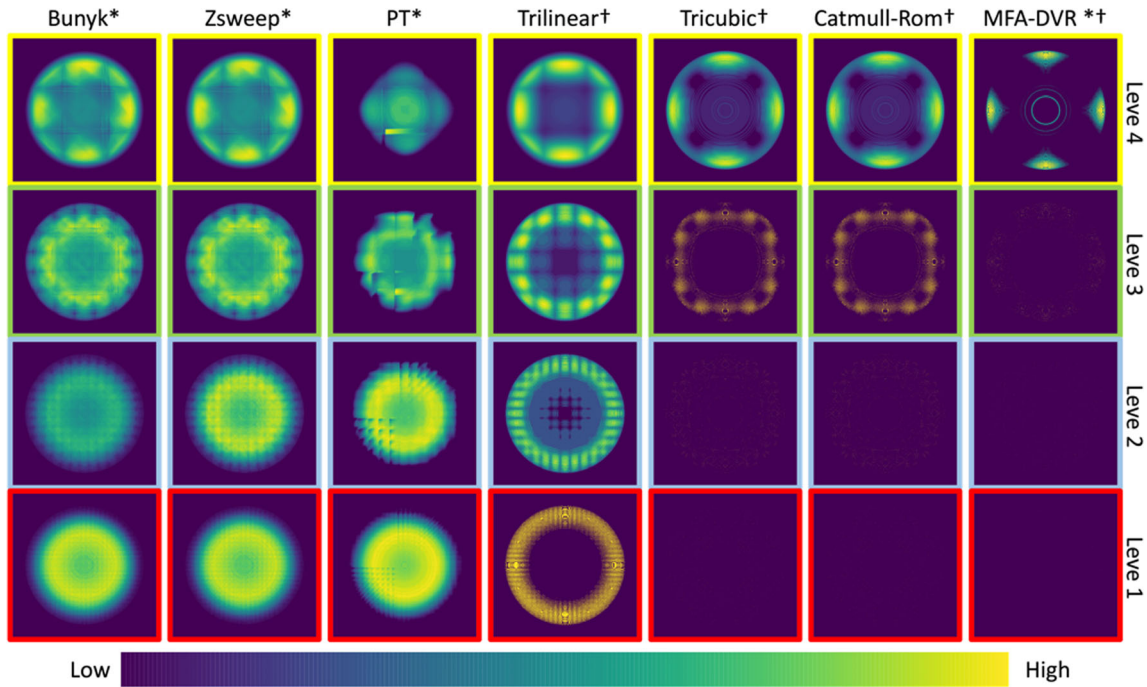 Bunyk* Zsweep* PT* Trilinear† Tricubic† Catmull-Rom† MFA-DVR *†
Leve 4
Leve 3
Leve 2
Leve 1
Low High